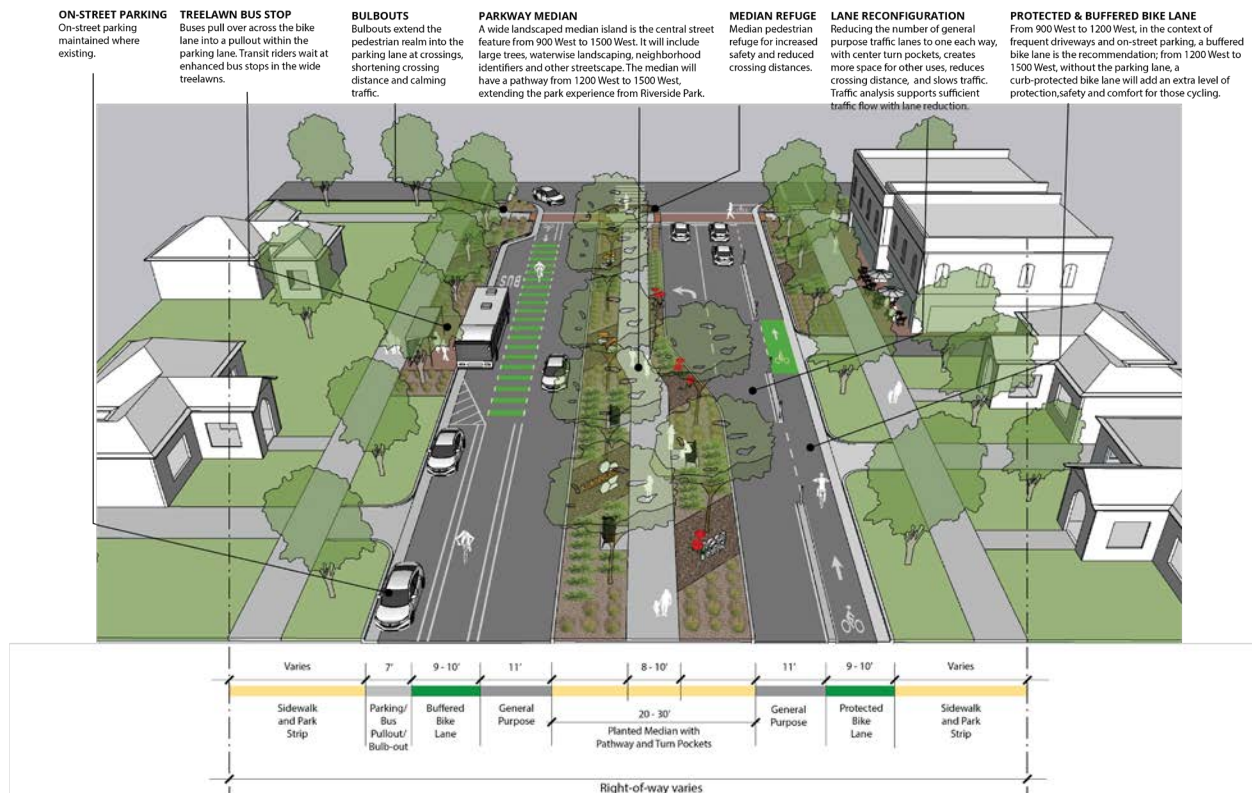 ON-STREET PARKING
On-street parking
maintained where
existing.
TREELAWN BUS STOP
Buses pull over across the bike
lane into a pullout within the
parking lane. Transit riders wait at
enhanced bus stops in the wide
treelawns.
BULBOUTS
Bulbouts extend the
pedestrian realm into the
parking lane at crossings,
shortening crossing
distance and calming
traffic.
PARKWAY MEDIAN
A wide landscaped median island is the central street
feature from 900 West to 1500 West. It will include
large trees, waterwise landscaping, neighborhood
identifiers and other streetscape. The median will
have a pathway from 1200 West to 1500 West,
extending the park experience from Riverside Park.
MEDIAN REFUGE
Median pedestrian
refuge for increased
safety and reduced
crossing distances.
LANE RECONFIGURATION
Reducing the number of general
purpose traffic lanes to one each way,
with center turn pockets, creates
more space for other uses, reduces
crossing distance, and slows traffic.
Traffic analysis supports sufficient
traffic flow with lane reduction.
PROTECTED & BUFFERED BIKE LANE
From 900 West to 1200 West, in the context of
frequent driveways and on-street parking, a buffered
bike lane is the recommendation; from 1200 West to
1500 West, without the parking lane, a
curb-protected bike lane will add an extra level of
protection,safety and comfort for those cycling.
BUS
Varies
7'
9 - 10'
11'
8 - 10'
11'
9 - 10'
Varies
Sidewalk
and Park
Strip
Parking/
Bus
Pullout/
Bulb-out
Buffered
Bike
Lane
General
Purpose
20 - 30'
Planted Median with
Pathway and Turn Pockets
General
Purpose
Protected
Bike
Lane
Sidewalk
and Park
Strip
Right-of-way varies